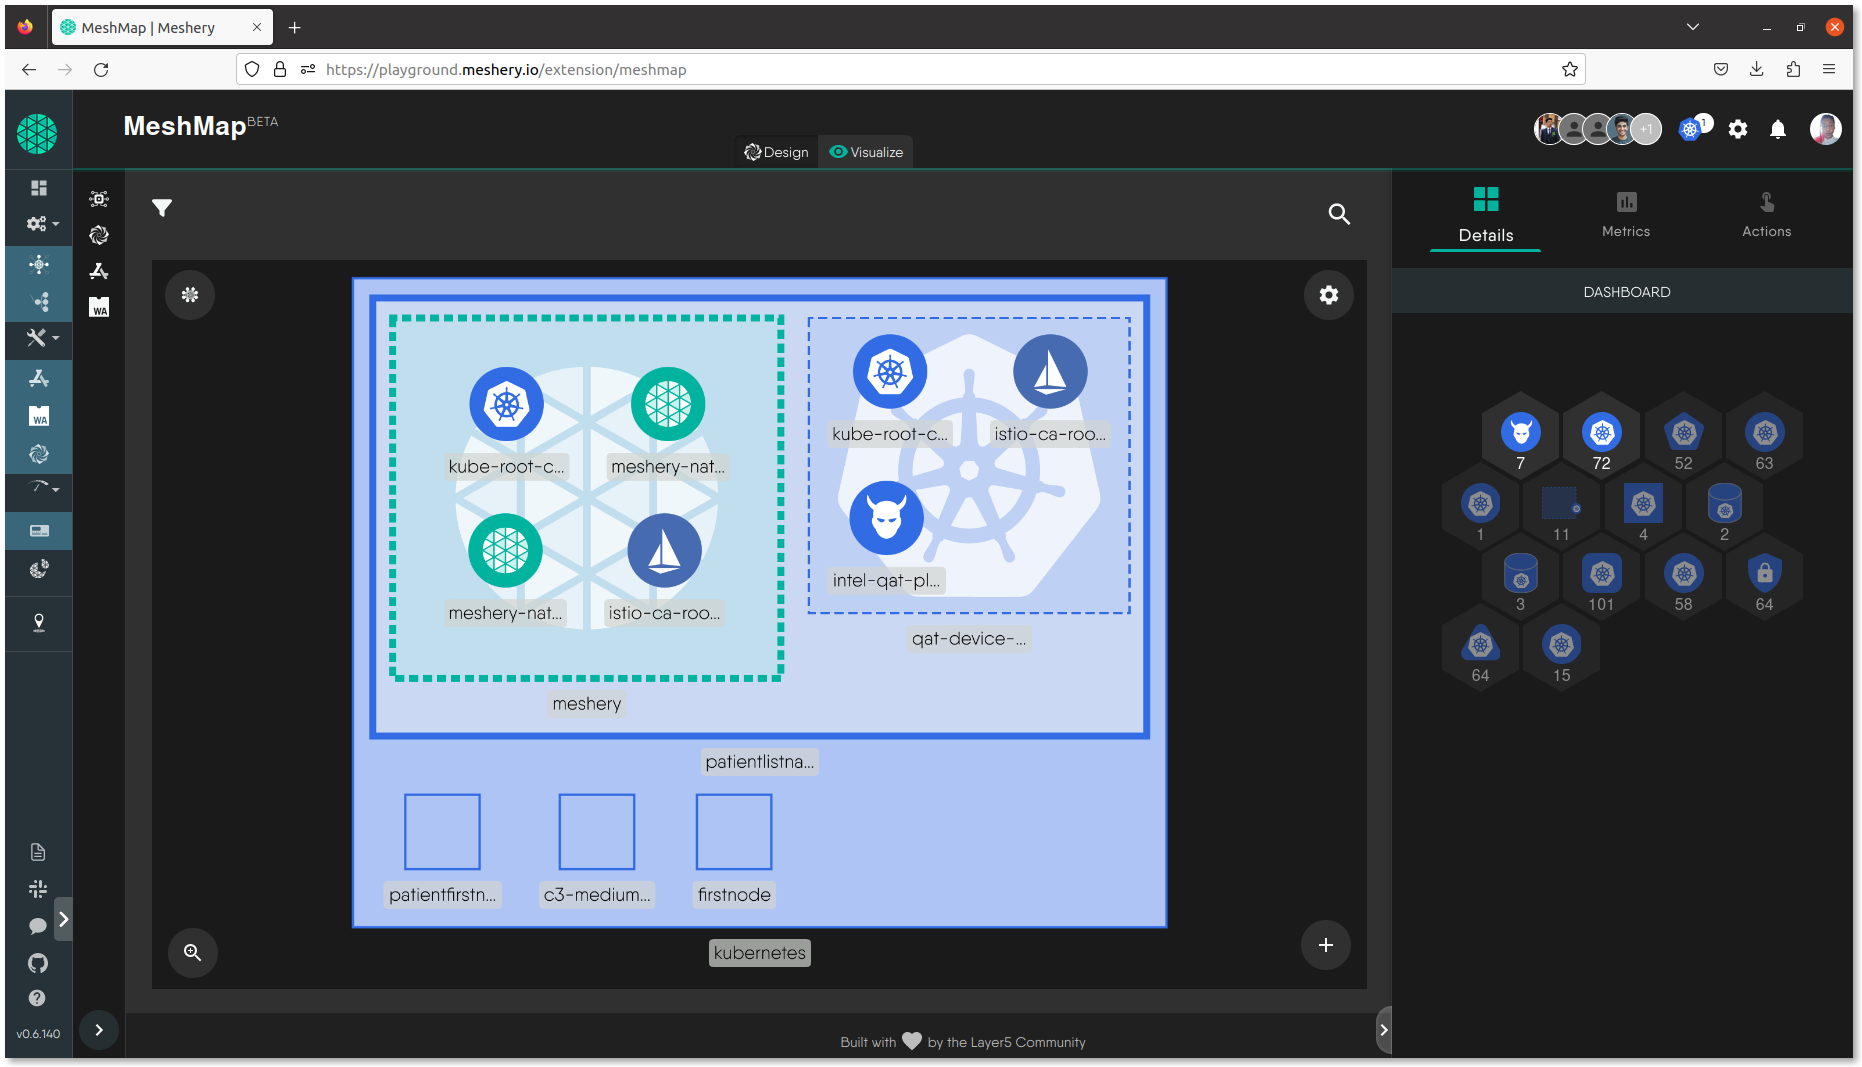 MeshMap | Meshery
https://playground.meshery.io/extension/meshmap
MeshMap BETA
Design
Visualize
+1
1
Details
Metrics
Actions
DASHBOARD
kube-root-c...
meshery-nat...
meshery-nat...
istio-ca-roo...
meshery
kube-root-c...
istio-ca-roo...
intel-qat-pl...
qat-device-...
patientlistna...
patientfirstn...
c3-medium...
firstnode
kubernetes
7
72
52
63
1
11
4
2
3
101
58
64
64
15
WA
WA
v0.6.140
Built with by the Layer5 Community